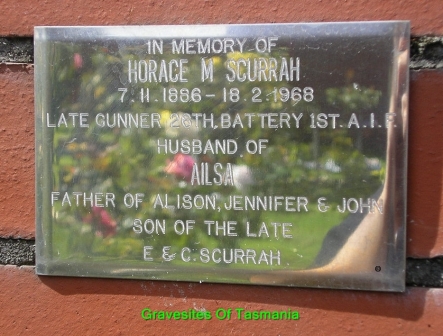 IN MEMORY OF
HORACE M SCURRAH
7.11.1886 - 18.2.1968
LATE GUNNER 28TH, BATTERY 1ST. A.I.F.
HUSBAND OF
AILSA
FATHER OF ALISON, JENNIFER & JOHN
SON OF THE LATE
E & C. SCURRAH
Gravesites Of Tasmania